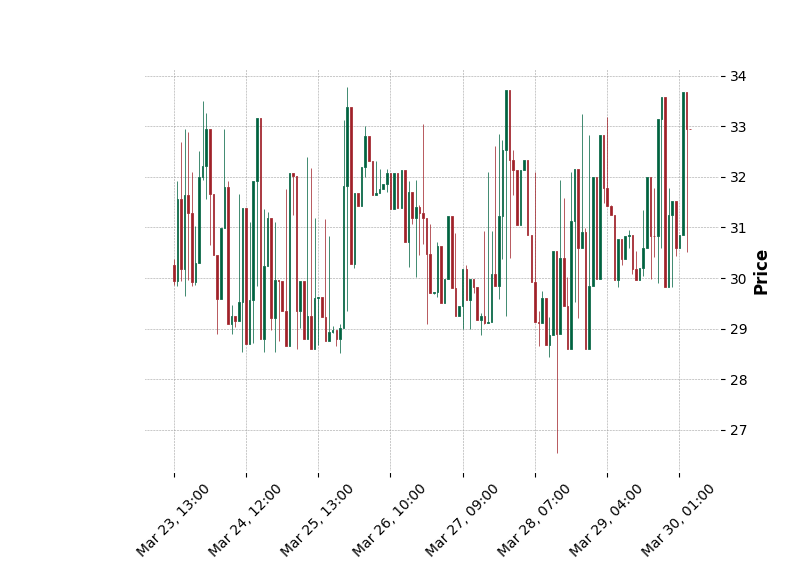 34
33
32
31
30
29
28
27
Price
Mar 23, 13:00
Mar 24, 12:00
Mar 25, 13:00
Mar 26, 10:00
Mar 27, 09:00
Mar 28, 07:00
Mar 29, 04:00
Mar 30, 01:00